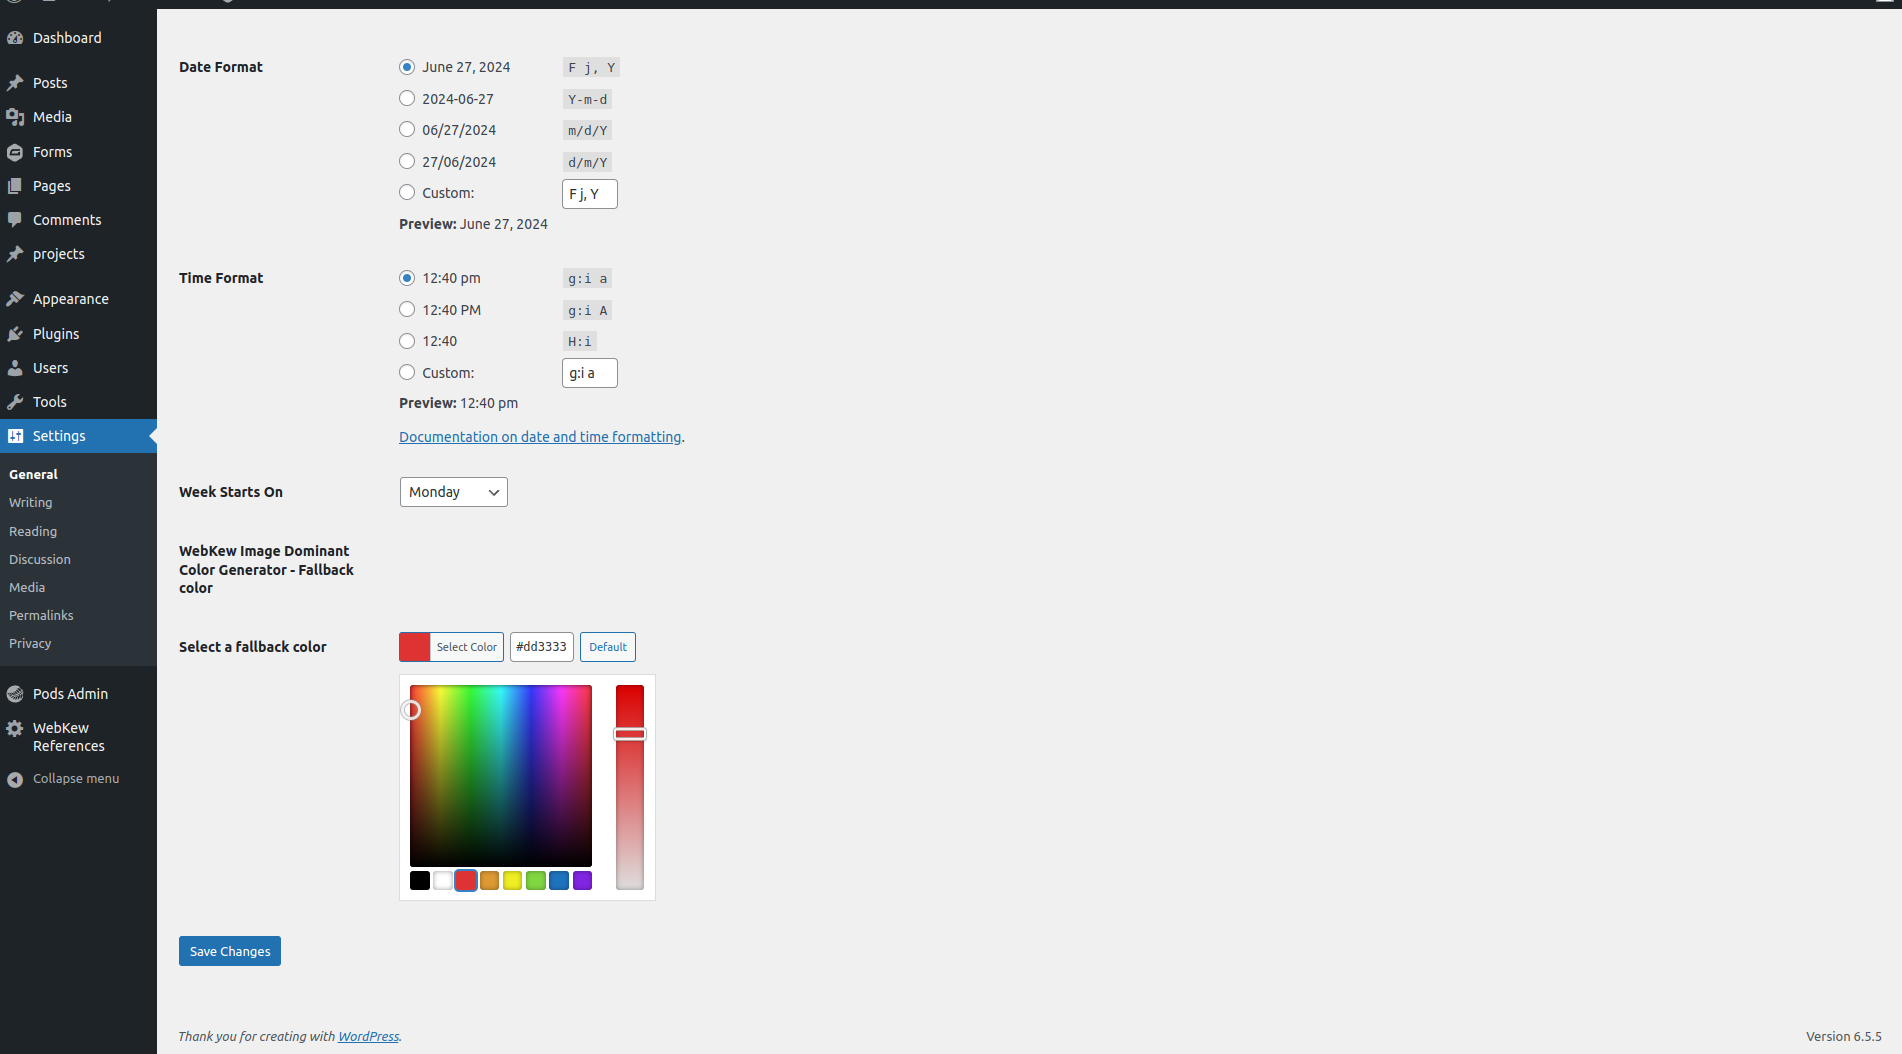 Dashboard
Posts
Media
Forms
Pages
Comments
projects
Appearance
Plugins
Users
Tools
Settings
General
Writing
Reading
Discussion
Media
Permalinks
Privacy
Pods Admin
WebKew
References
Collapse menu
Date Format
June 27, 2024 F j, Y
2024-06-27 Y-m-d
06/27/2024 m/d/Y
27/06/2024 d/m/Y
Custom: F j, Y
Preview: June 27, 2024
Time Format
12:40 pm g:i a
12:40 PM g:i A
12:40 H:i
Custom: g:i a
Preview: 12:40 pm
Documentation on date and time formatting.
Week Starts On Monday
WebKew Image Dominant
Color Generator - Fallback
color
Select a fallback color Select Color #dd3333 Default
Save Changes
Thank you for creating with WordPress.
Version 6.5.5